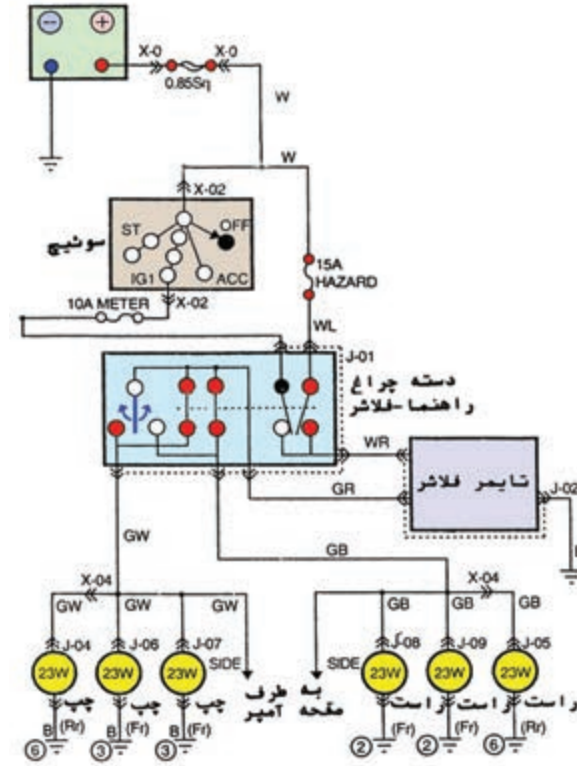 − +
X-0 X-0
0.85Sq
W
W
X-02
ST OFF
سوئیچ
IG1 ACC
15A
HAZARD
10A METER X-02
WL
J-01
دسته چراغ
راهنما-فلاشر
WR
تایمر فلاشر
GR
J-02
GW
GB
X-04 X-04
GW GW GW GB GB GB
J-04 J-06 J-07 J-08 J-09 J-05
SIDE SIDE
23W 23W 23W 23W 23W 23W
چپ چپ چپ راست راست راست
به طرف
صفحه آمپر
B (Rr) B (Fr) B (Fr) (Fr) (Fr) (Rr)
6 3 3 2 2 6